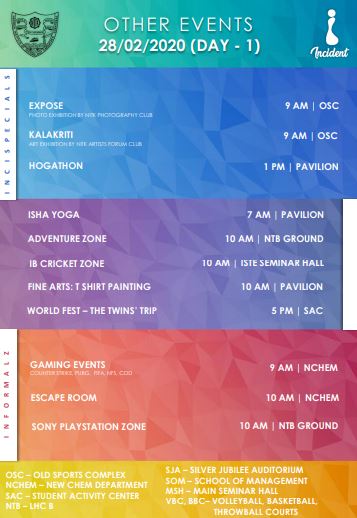 OTHER EVENTS
28/02/2020 (DAY - 1)
Incident
INCISPECIALS
EXPOSE 9 AM | OSC
PHOTO EXHIBITION BY NITK PHOTOGRAPHY CLUB
KALAKRITI 9 AM | OSC
ART EXHIBITION BY NITK ARTISTS FORUM CLUB
HOGATHON 1 PM | PAVILION
ISHA YOGA 7 AM | PAVILION
ADVENTURE ZONE 10 AM | NTB GROUND
IB CRICKET ZONE 10 AM | ISTE SEMINAR HALL
FINE ARTS: T SHIRT PAINTING 10 AM | PAVILION
WORLD FEST – THE TWINS' TRIP 5 PM | SAC
INFORMALZ
GAMING EVENTS 9 AM | NCHEM
COUNTER STRIKE, PUBG, FIFA, NFS, COD
ESCAPE ROOM 10 AM | NCHEM
SONY PLAYSTATION ZONE 10 AM | NTB GROUND
OSC – OLD SPORTS COMPLEX
NCHEM – NEW CHEM DEPARTMENT
SAC – STUDENT ACTIVITY CENTER
NTB – LHC B
SJA – SILVER JUBILEE AUDITORIUM
SOM – SCHOOL OF MANAGEMENT
MSH – MAIN SEMINAR HALL
VBC, BBC– VOLLEYBALL, BASKETBALL,
THROWBALL COURTS